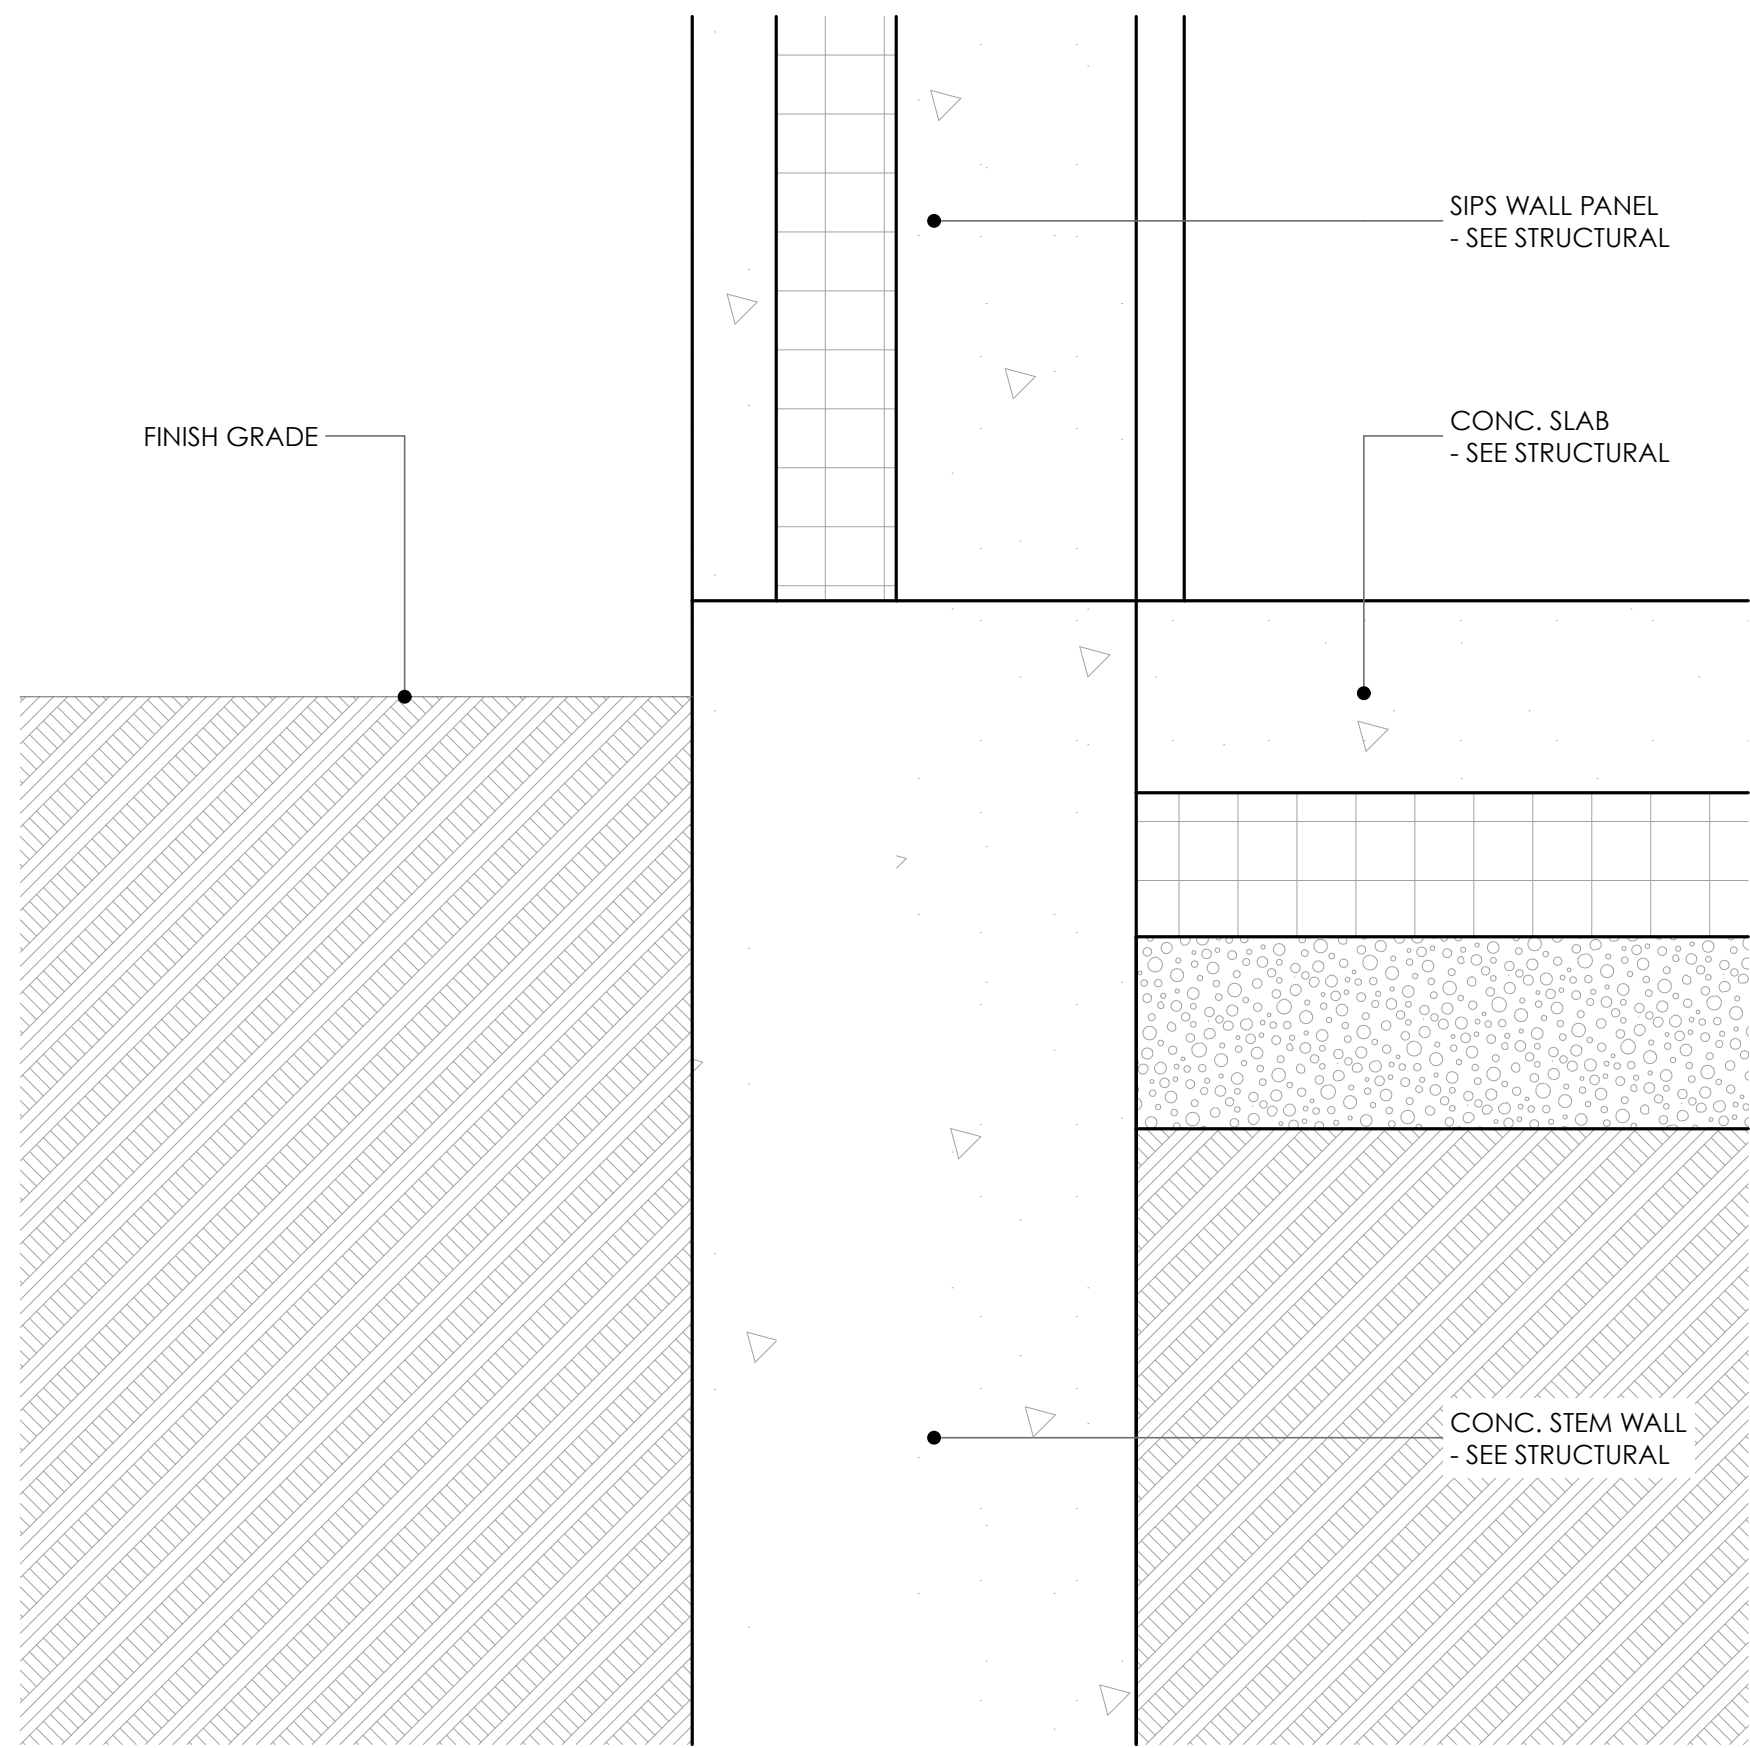 SIPS WALL PANEL
- SEE STRUCTURAL
FINISH GRADE
CONC. SLAB
- SEE STRUCTURAL
CONC. STEM WALL
- SEE STRUCTURAL